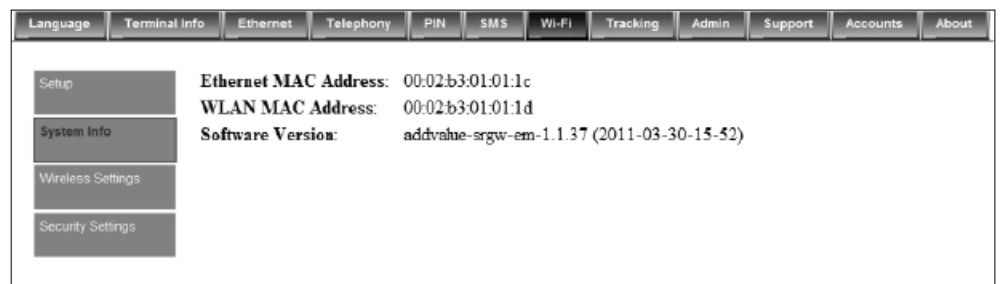 Language Terminal Info Ethernet Telephony PIN SMS Wi-Fi Tracking Admin Support Accounts About
Setup
System Info
Wireless Settings
Security Settings
Ethernet MAC Address: 00:02:b3:01:01:1c
WLAN MAC Address: 00:02:b3:01:01:1d
Software Version: addvalue-srgw-em-1.1.37 (2011-03-30-15-52)